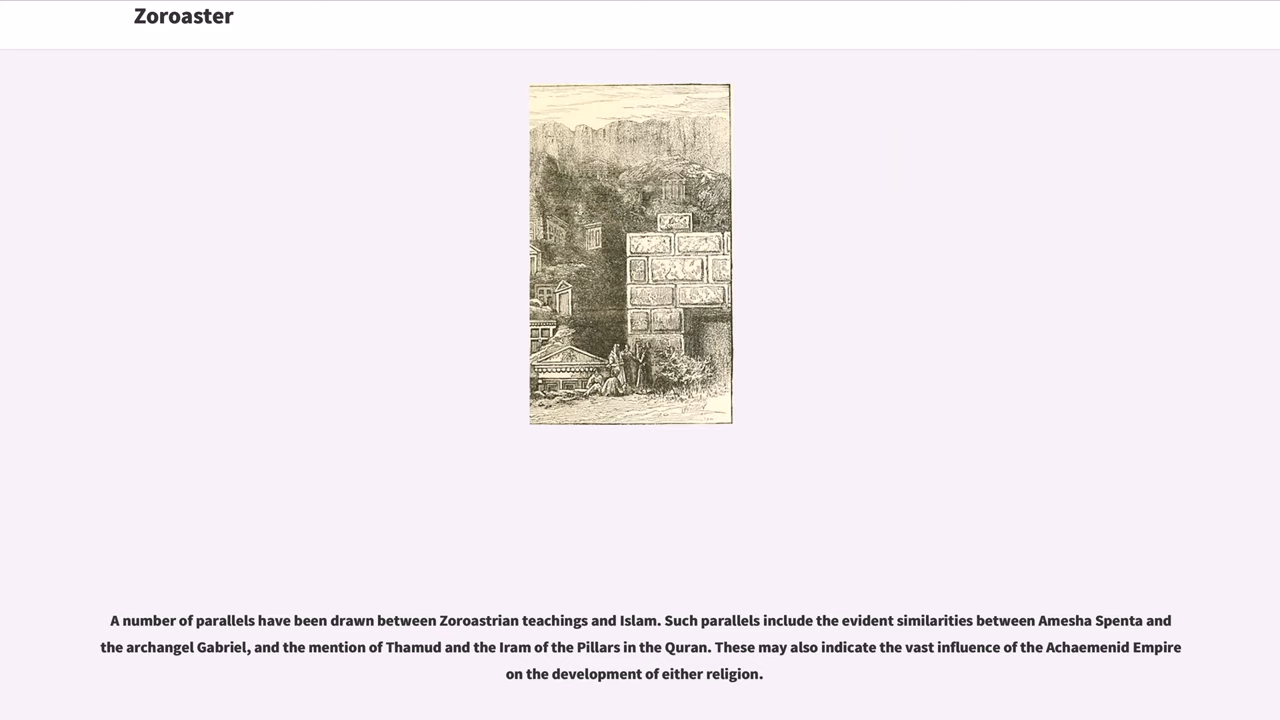 Zoroaster
A number of parallels have been drawn between Zoroastrian teachings and Islam. Such parallels include the evident similarities between Amesha Spenta and
the archangel Gabriel, and the mention of Thamud and the Iram of the Pillars in the Quran. These may also indicate the vast influence of the Achaemenid Empire
on the development of either religion.